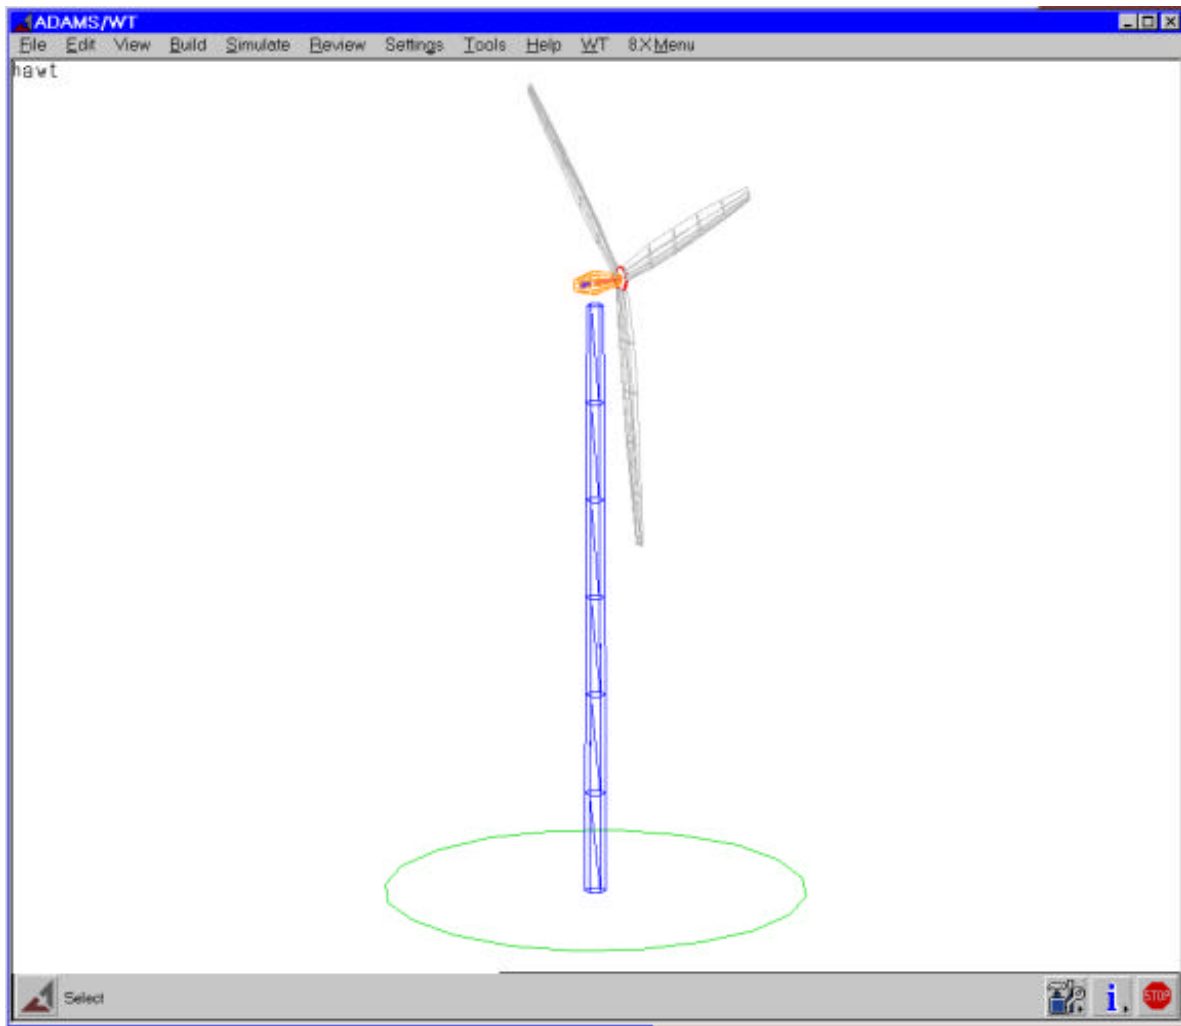 ADAMS/WT
File Edit View Build Simulate Review Settings Tools Help WT 8.X Menu
hawt
Select
i
STOP